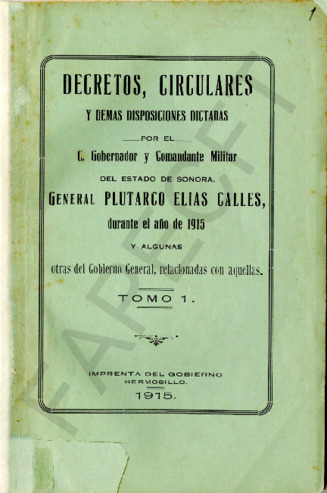 1
DECRETOS, CIRCULARES
Y DEMAS DISPOSICIONES DICTADAS
POR EL
C. Gobernador y Comandante Militar
DEL ESTADO DE SONORA.
GENERAL PLUTARCO ELIAS CALLES,
durante el año de 1915
Y ALGUNAS
otras del Gobierno General, relacionadas con aquellas.
TOMO 1.
IMPRENTA DEL GOBIERNO
HERMOSILLO.
1915.
FAPECFT